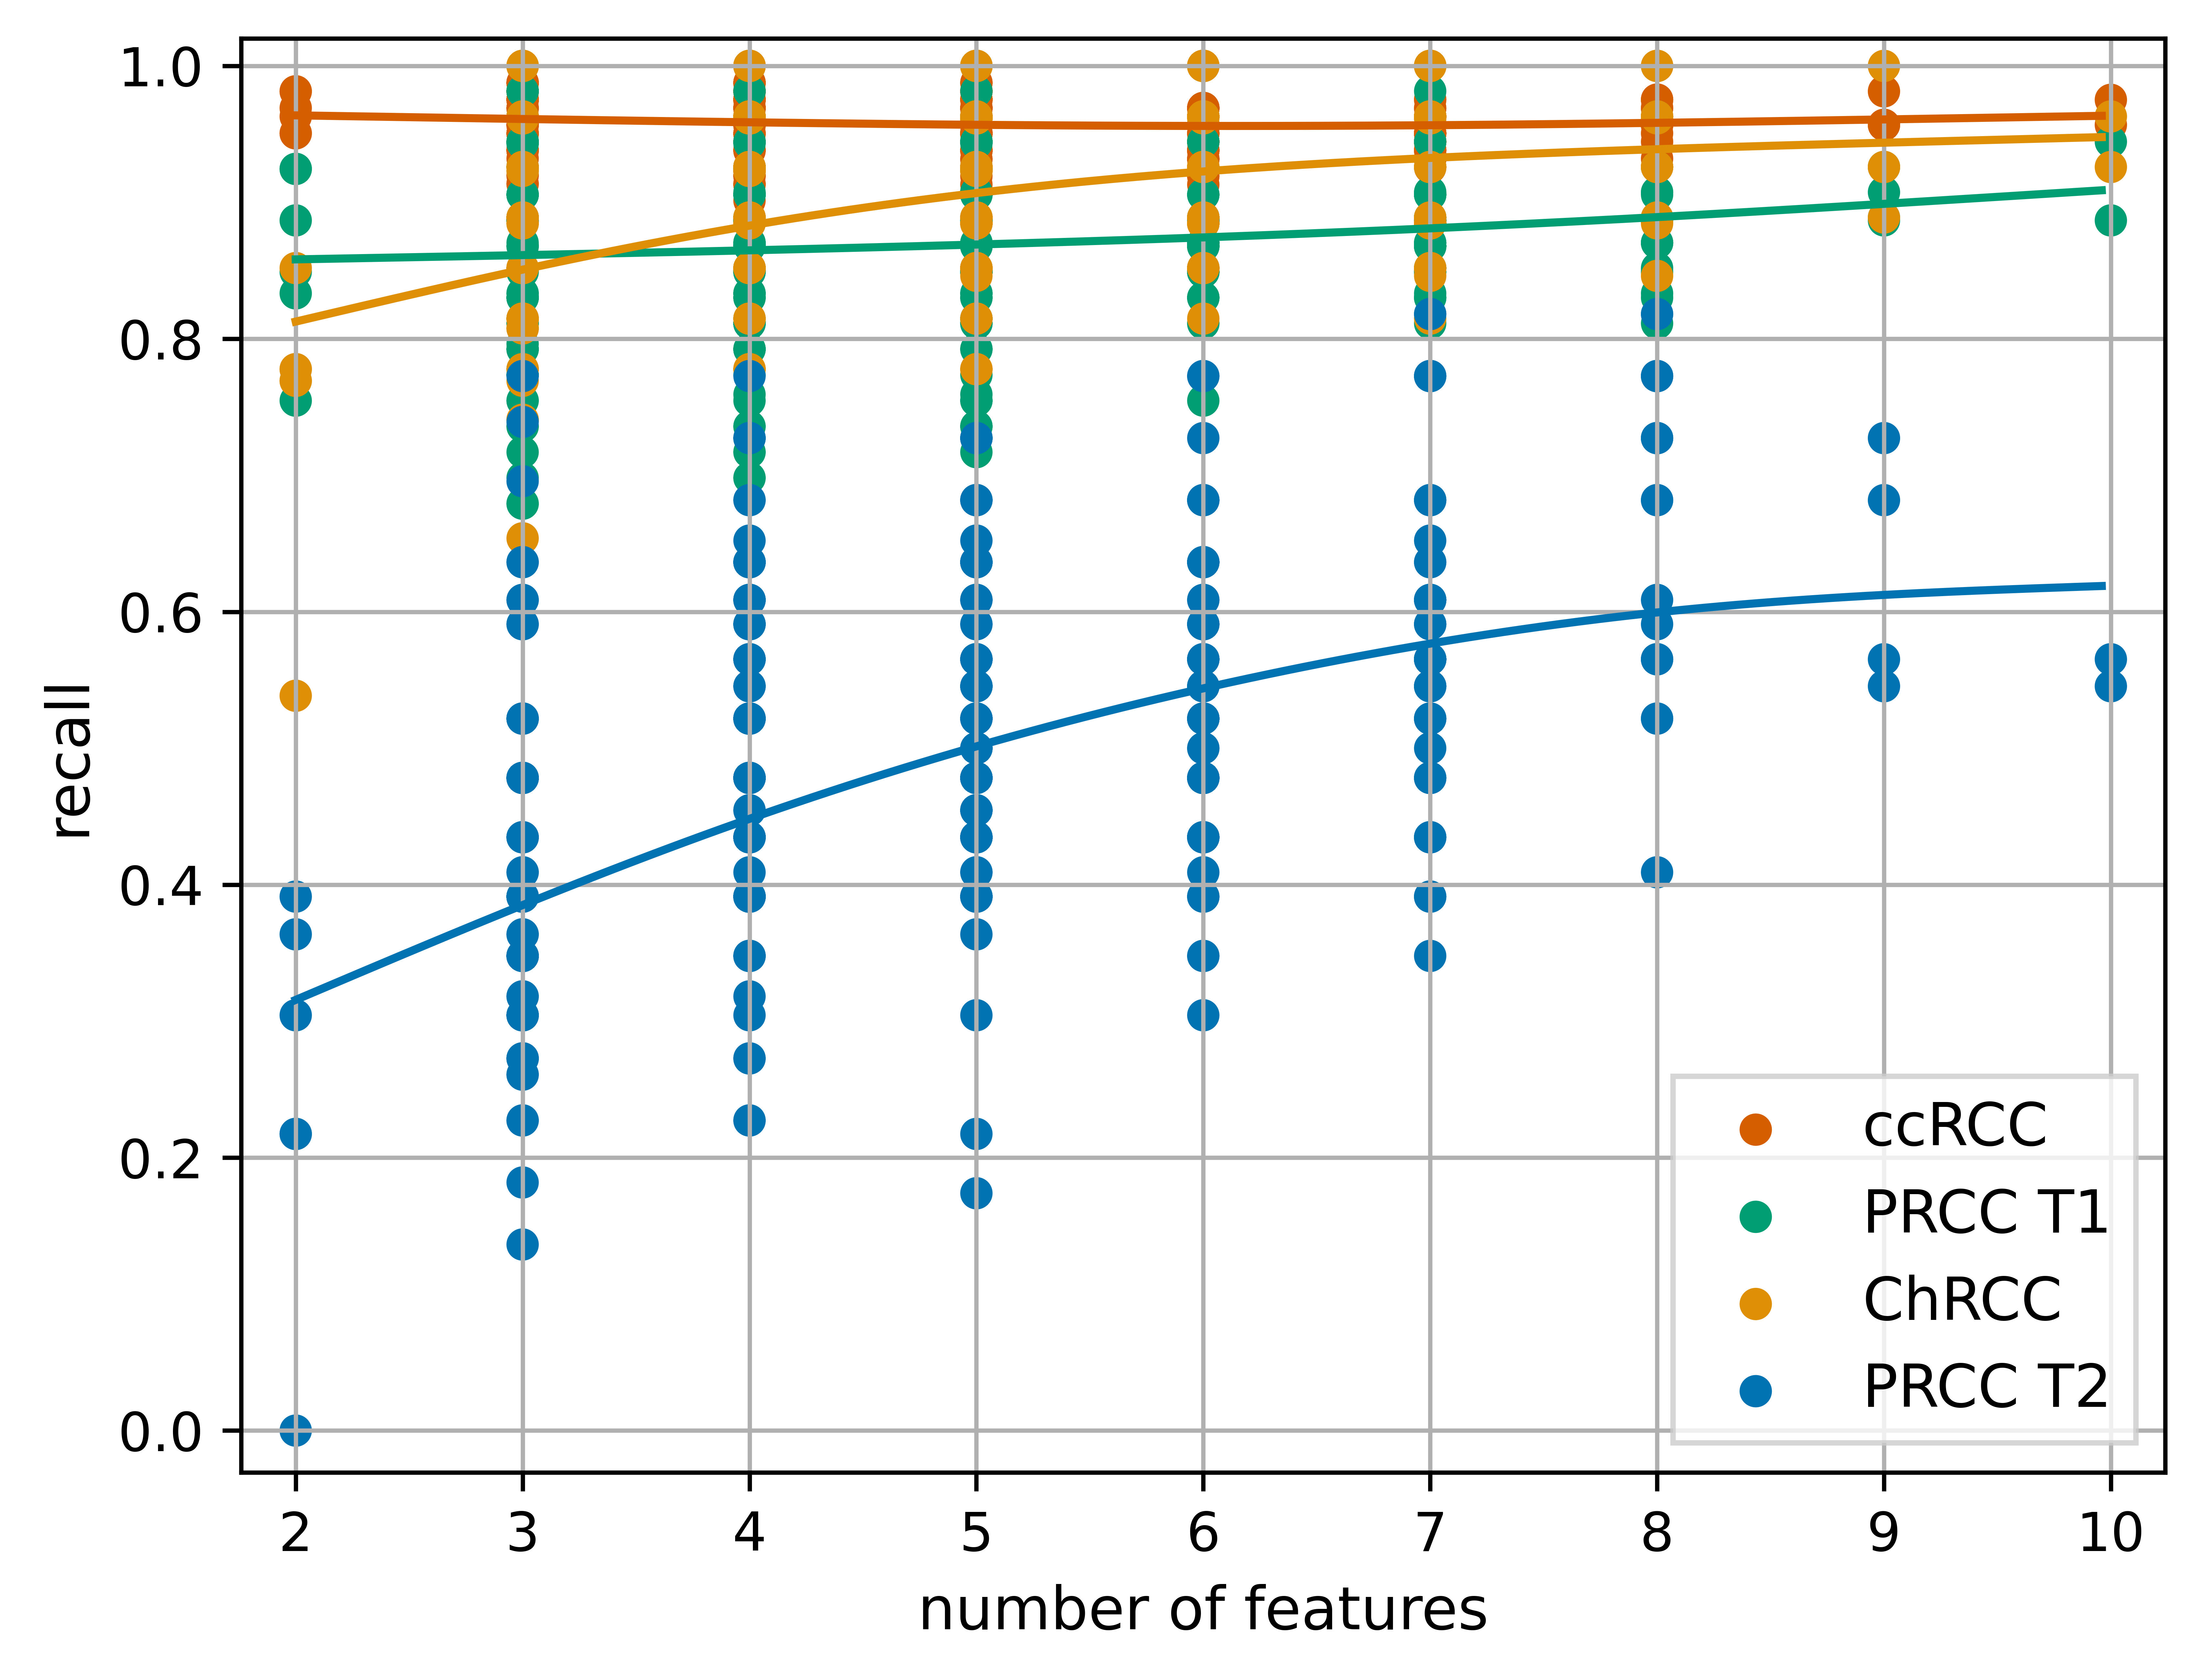 1.0
0.8
0.6
0.4
0.2
0.0
recall
2 3 4 5 6 7 8 9 10
number of features
ccRCC
PRCC T1
ChRCC
PRCC T2